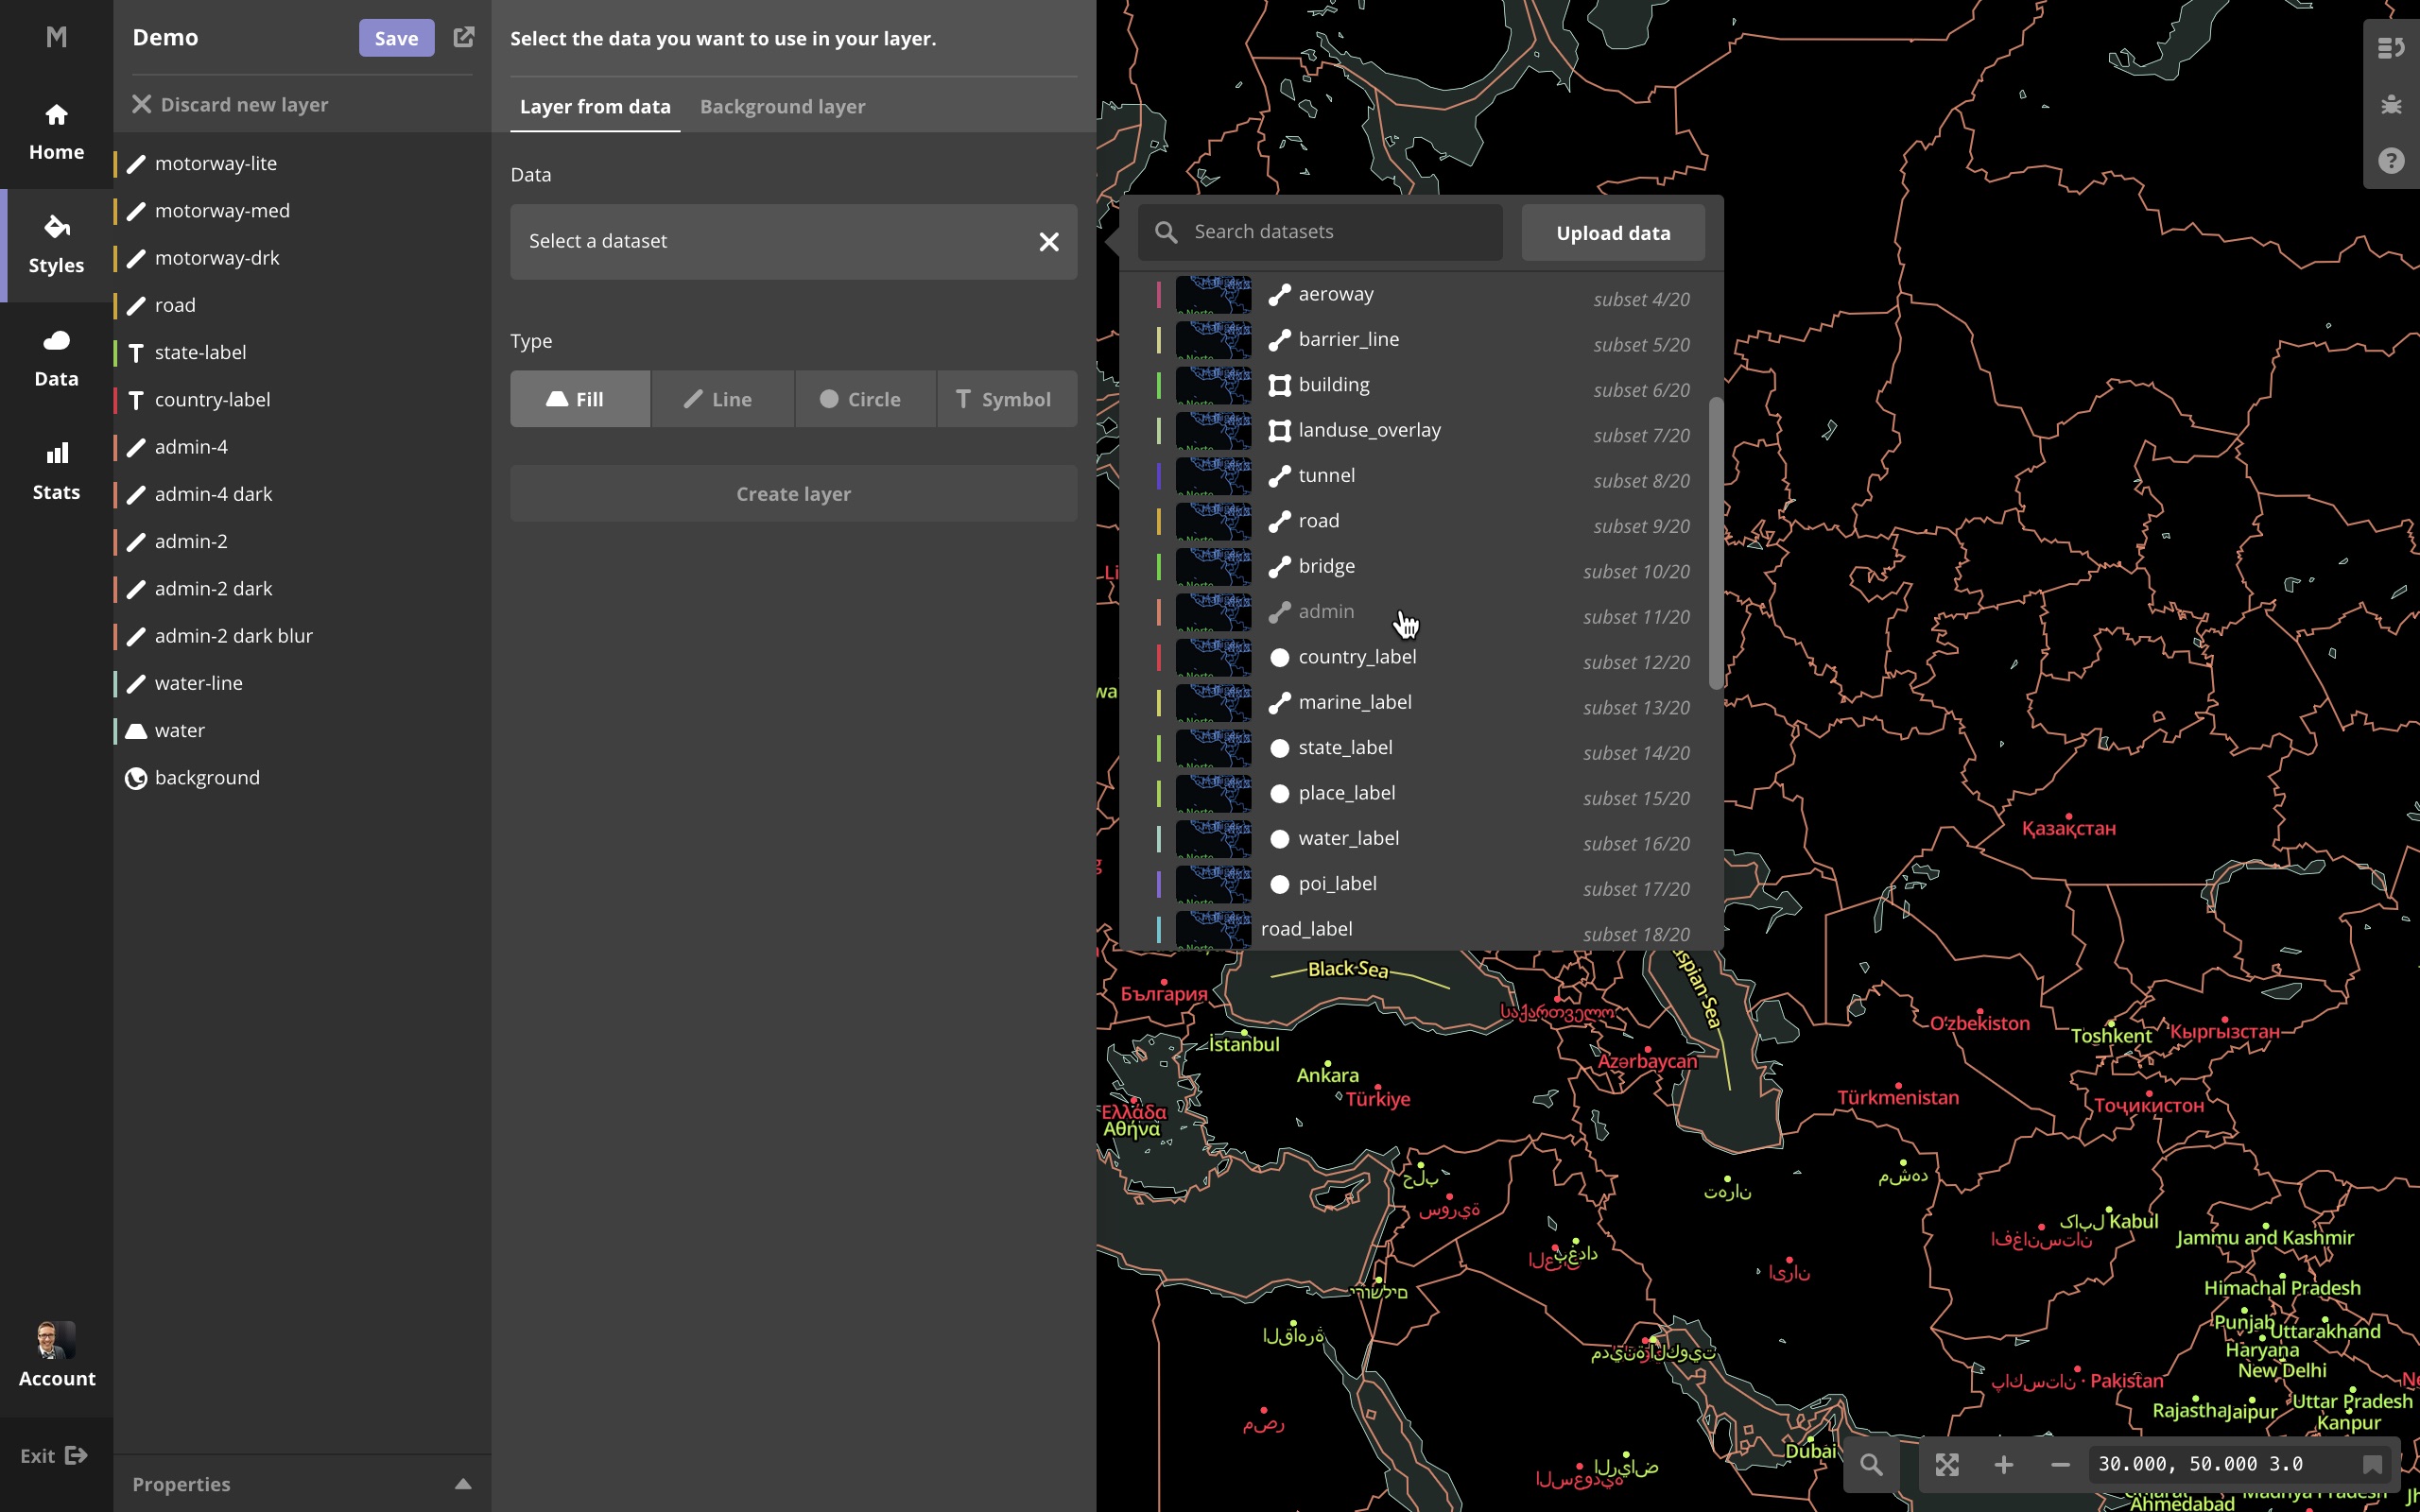 M
Home
Styles
Data
Stats
Account
Exit
Demo
Save
Discard new layer
motorway-lite
motorway-med
motorway-drk
road
state-label
country-label
admin-4
admin-4 dark
admin-2
admin-2 dark
admin-2 dark blur
water-line
water
background
Properties
Select the data you want to use in your layer.
Layer from data Background layer
Data
Select a dataset
Type
Fill Line Circle Symbol
Create layer
Search datasets
Upload data
aeroway subset 4/20
barrier_line subset 5/20
building subset 6/20
landuse_overlay subset 7/20
tunnel subset 8/20
road subset 9/20
bridge subset 10/20
admin subset 11/20
country_label subset 12/20
marine_label subset 13/20
state_label subset 14/20
place_label subset 15/20
water_label subset 16/20
poi_label subset 17/20
road_label subset 18/20
Қазақстан
Black Sea
България
საქართველო
O'zbekiston
Toshkent
Кыргызстан
İstanbul
Azərbaycan
Ankara
Türkiye
Türkmenistan
Тоҷикистон
Ελλάδα
Αθήνα
Kabul
Jammu and Kashmir
Himachal Pradesh
Punjab
Uttarakhand
Haryana
New Delhi
Pakistan
Uttar Pradesh
Jaipur
Kanpur
Dubai
Ahmedabad
30.000, 50.000 3.0